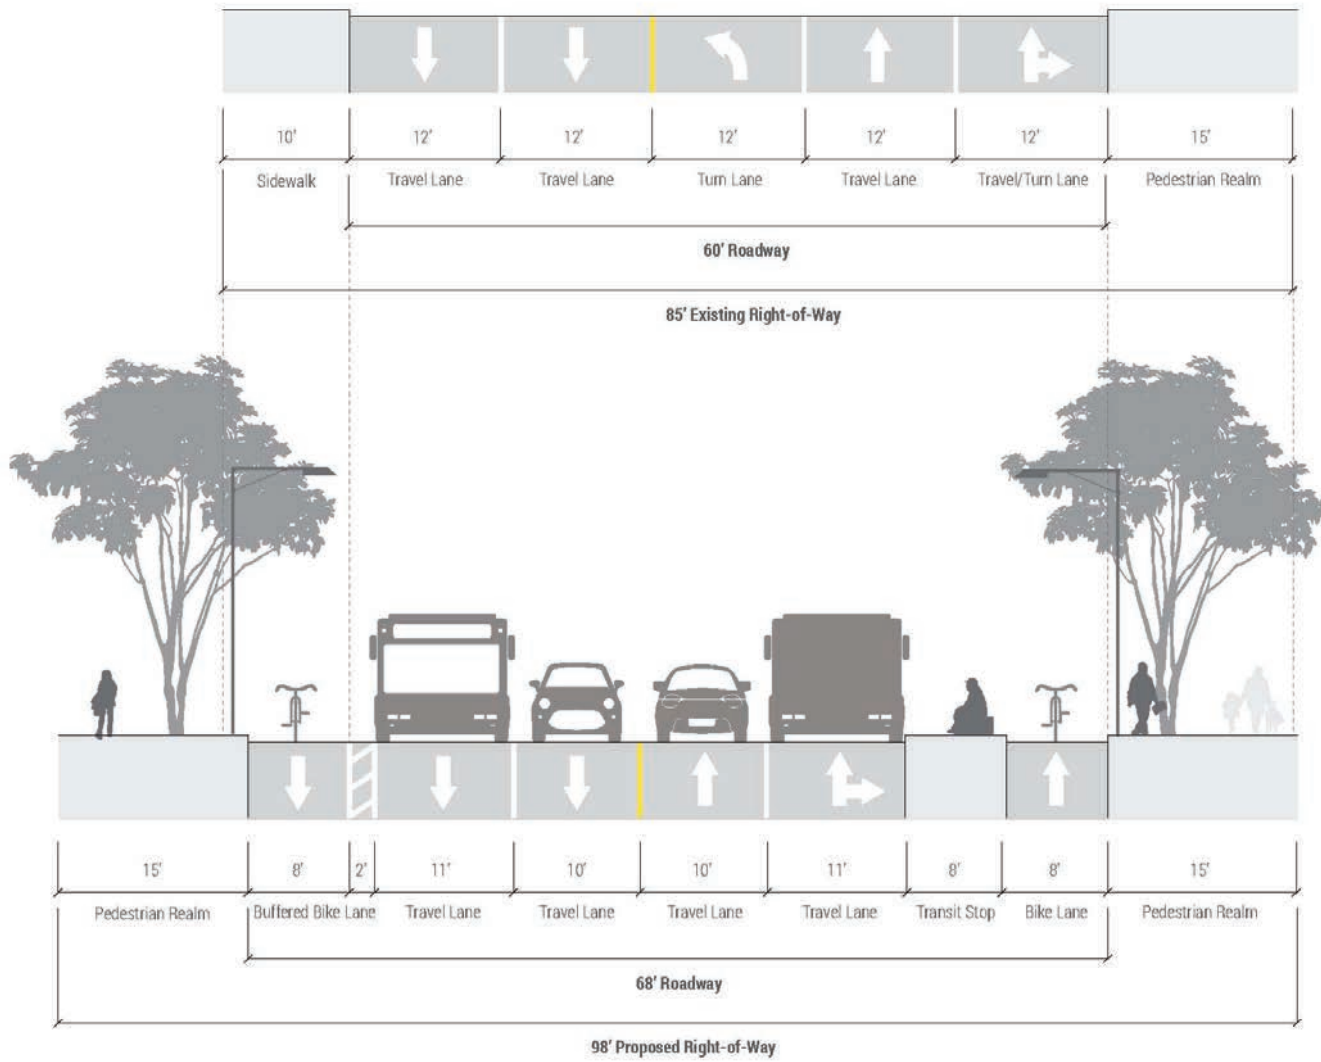 10' 12' 12' 12' 12' 12' 15'
Sidewalk Travel Lane Travel Lane Turn Lane Travel Lane Travel/Turn Lane Pedestrian Realm
60' Roadway
85' Existing Right-of-Way
15' 8' 2' 11' 10' 10' 11' 8' 8' 15'
Pedestrian Realm Buffered Bike Lane Travel Lane Travel Lane Travel Lane Travel Lane Transit Stop Bike Lane Pedestrian Realm
68' Roadway
98' Proposed Right-of-Way